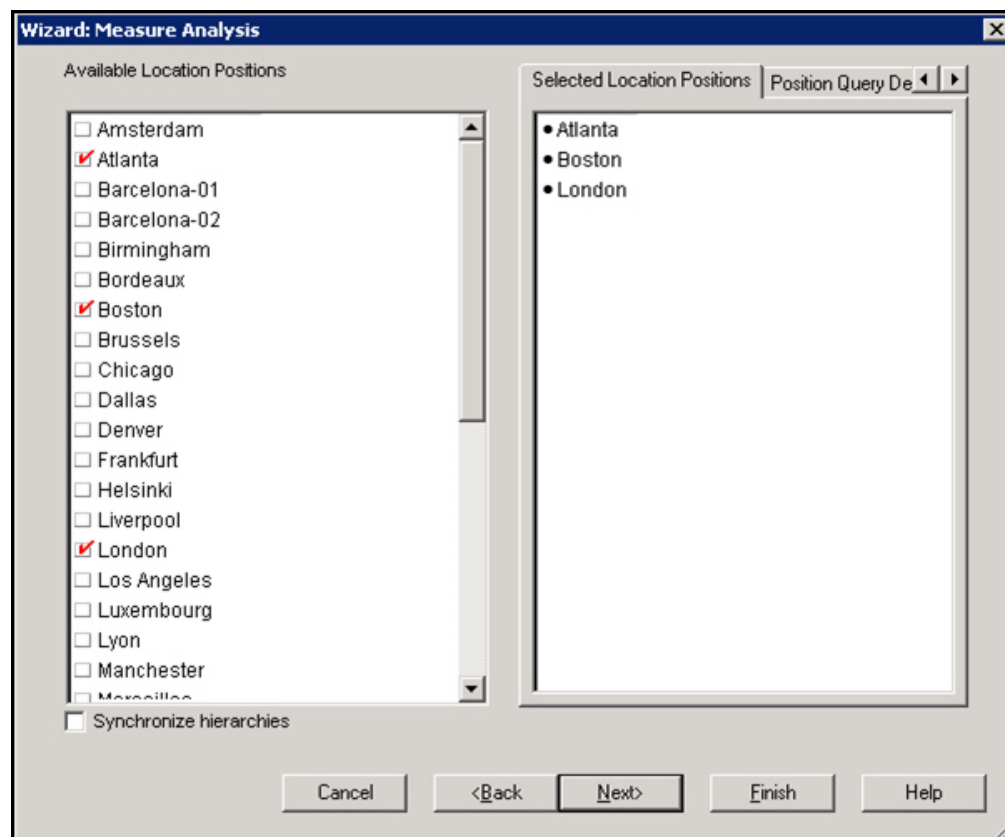 Wizard: Measure Analysis
Available Location Positions
Amsterdam
Atlanta
Barcelona-01
Barcelona-02
Birmingham
Bordeaux
Boston
Brussels
Chicago
Dallas
Denver
Frankfurt
Helsinki
Liverpool
London
Los Angeles
Luxembourg
Lyon
Manchester
Synchronize hierarchies
Selected Location Positions
Position Query De
Atlanta
Boston
London
Cancel
<Back
Next>
Finish
Help